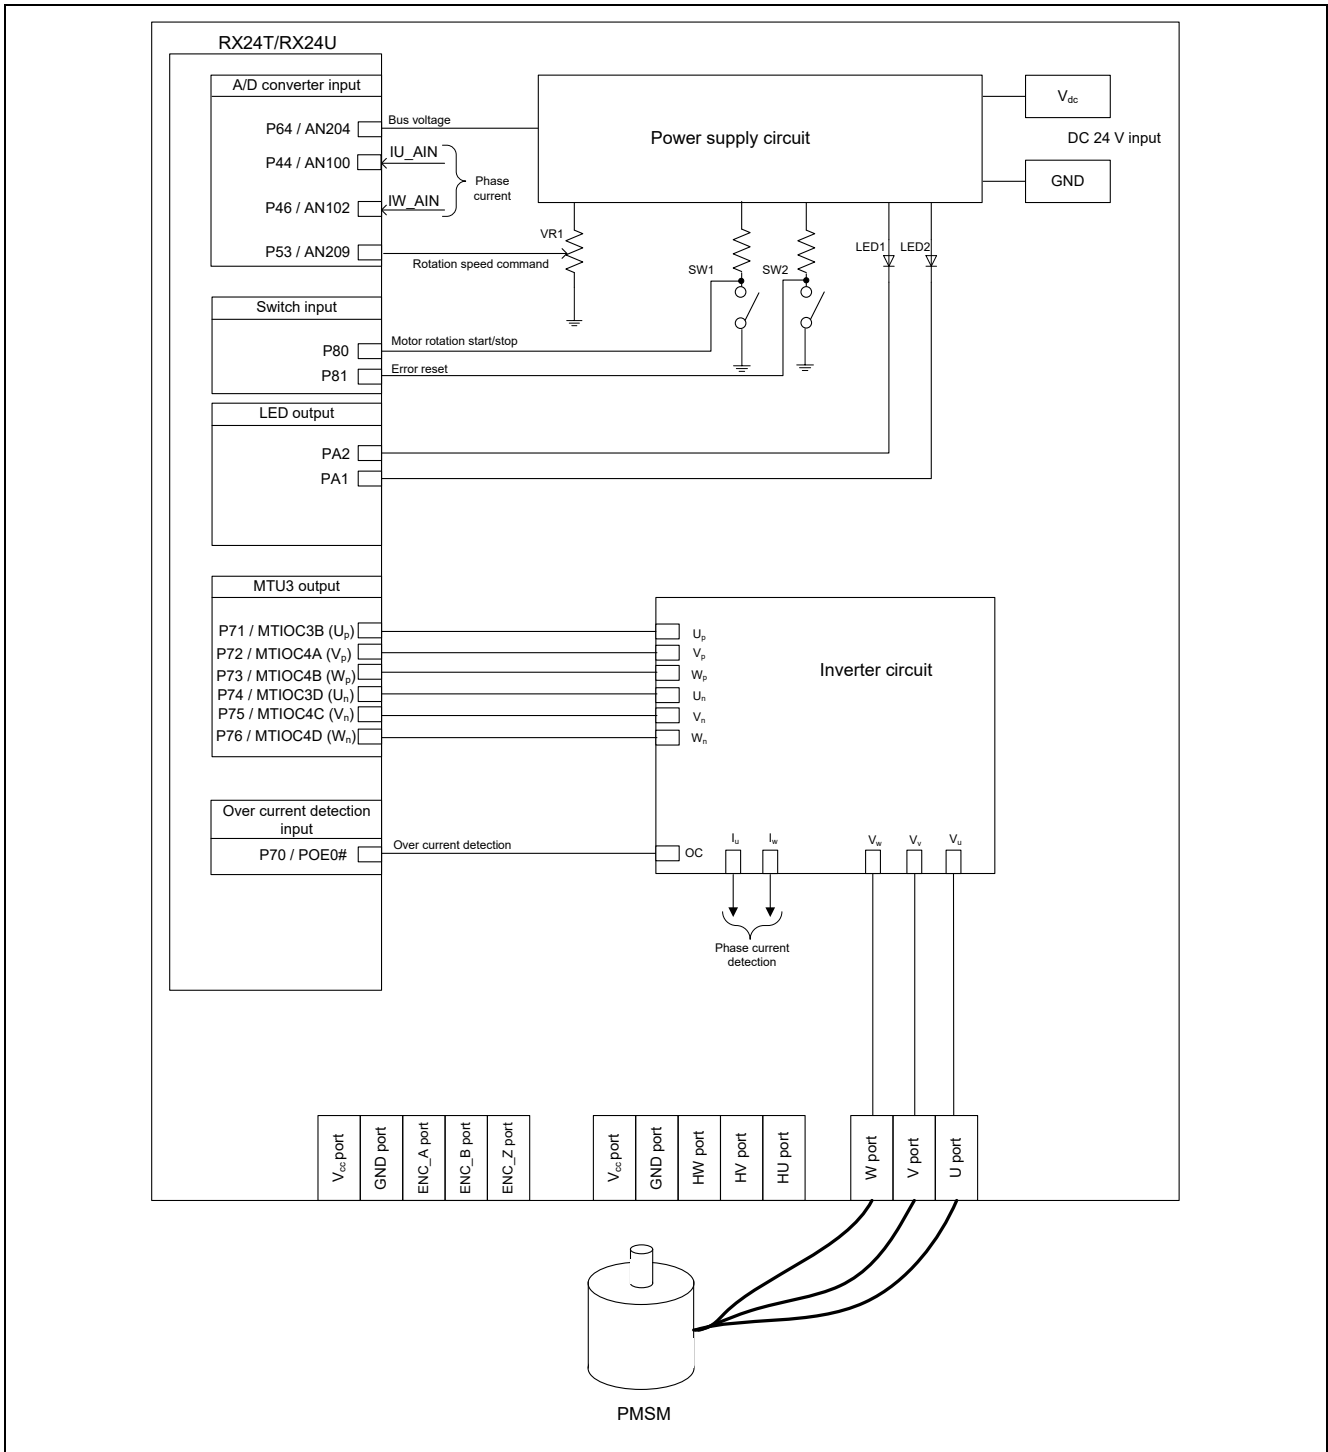 RX24T/RX24U
A/D converter input
P64 / AN204
Bus voltage
P44 / AN100
IU_AIN
Phase
current
P46 / AN102
IW_AIN
P53 / AN209
Rotation speed command
VR1
Power supply circuit
Vdc
DC 24 V input
GND
SW1
SW2
LED1
LED2
Switch input
P80
Motor rotation start/stop
P81
Error reset
LED output
PA2
PA1
MTU3 output
P71 / MTIOC3B (Up)
P72 / MTIOC4A (Vp)
P73 / MTIOC4B (Wp)
P74 / MTIOC3D (Un)
P75 / MTIOC4C (Vn)
P76 / MTIOC4D (Wn)
Up
Vp
Wp
Un
Vn
Wn
Inverter circuit
Over current detection
input
P70 / POE0#
Over current detection
OC
Iu
Iw
Vw
Vv
Vu
Phase current
detection
Vcc port
GND port
ENC_A port
ENC_B port
ENC_Z port
Vcc port
GND port
HW port
HV port
HU port
W port
V port
U port
PMSM